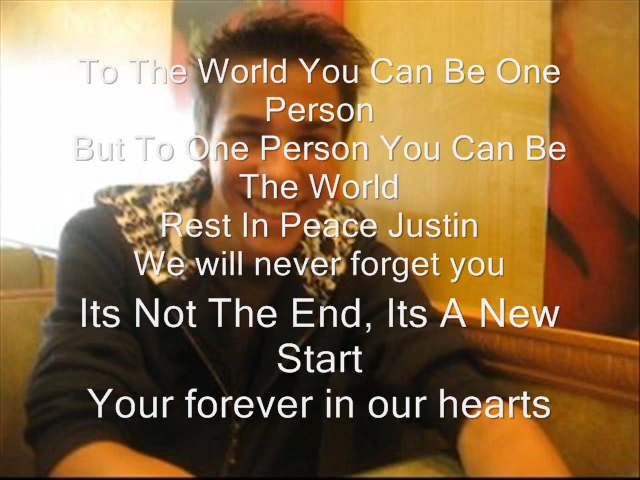 To The World You Can Be One
Person
But To One Person You Can Be
The World
Rest In Peace Justin
We will never forget you
Its Not The End, Its A New
Start
Your forever in our hearts